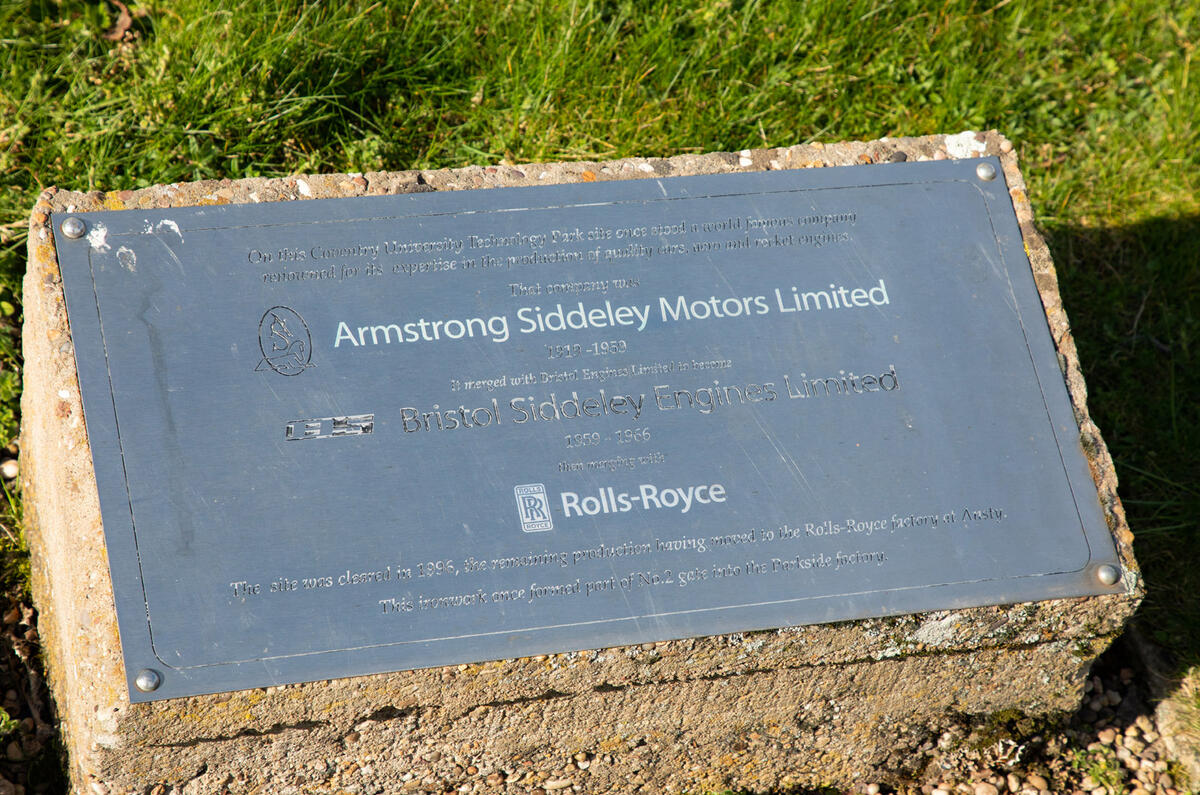 On this Coventry University Technology Park site once stood a world famous company
renowned for its expertise in the production of quality cars, aero and rocket engines.
That company was
Armstrong Siddeley Motors Limited
1919 -1959
It merged with Bristol Engines Limited to become
BS Bristol Siddeley Engines Limited
1959 - 1966
then merging with
ROLLS
RR
ROYCE
Rolls-Royce
The site was cleared in 1996, the remaining production having moved to the Rolls-Royce factory at Ansty.
This ironwork once formed part of No.2 gate into the Parkside factory.